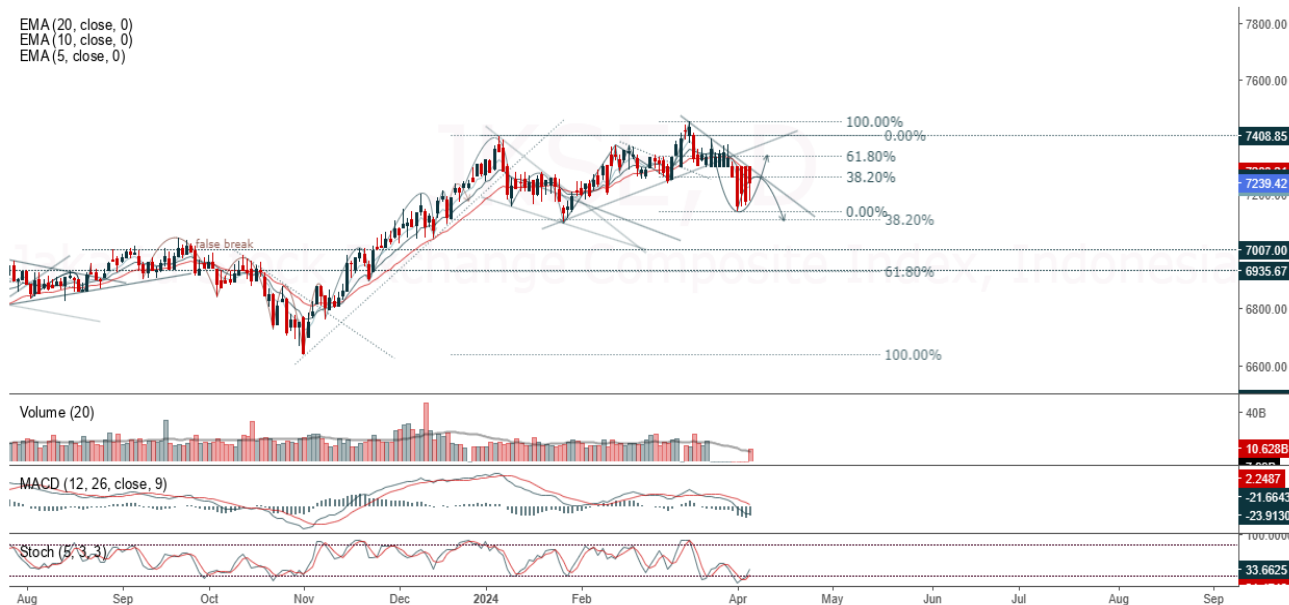 EMA (20, close, 0)
EMA (10, close, 0)
EMA (5, close, 0)
7800.00
7600.00
100.00%
0.00%
7408.85
61.80%
38.20%
7239.42
0.00%
38.20%
false break
7007.00
61.80%
6935.67
6800.00
100.00%
6600.00
Volume (20)
40B
10.628B
MACD (12, 26, close, 9)
2.2487
-21.6643
-23.9130
Stoch (5, 3, 3)
33.6625
Aug Sep Oct Nov Dec 2024 Feb Apr May Jun Jul Aug Sep